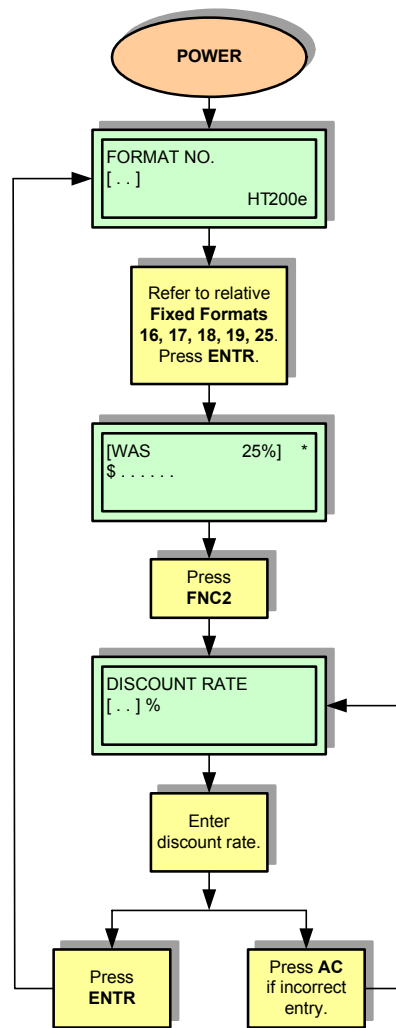 POWER
FORMAT NO.
[ . . ]
HT200e
Refer to relative
Fixed Formats
16, 17, 18, 19, 25.
Press ENTR.
[WAS 25%] *
$ . . . . . .
Press
FNC2
DISCOUNT RATE
[ . . ] %
Enter
discount rate.
Press
ENTR
Press AC
if incorrect
entry.